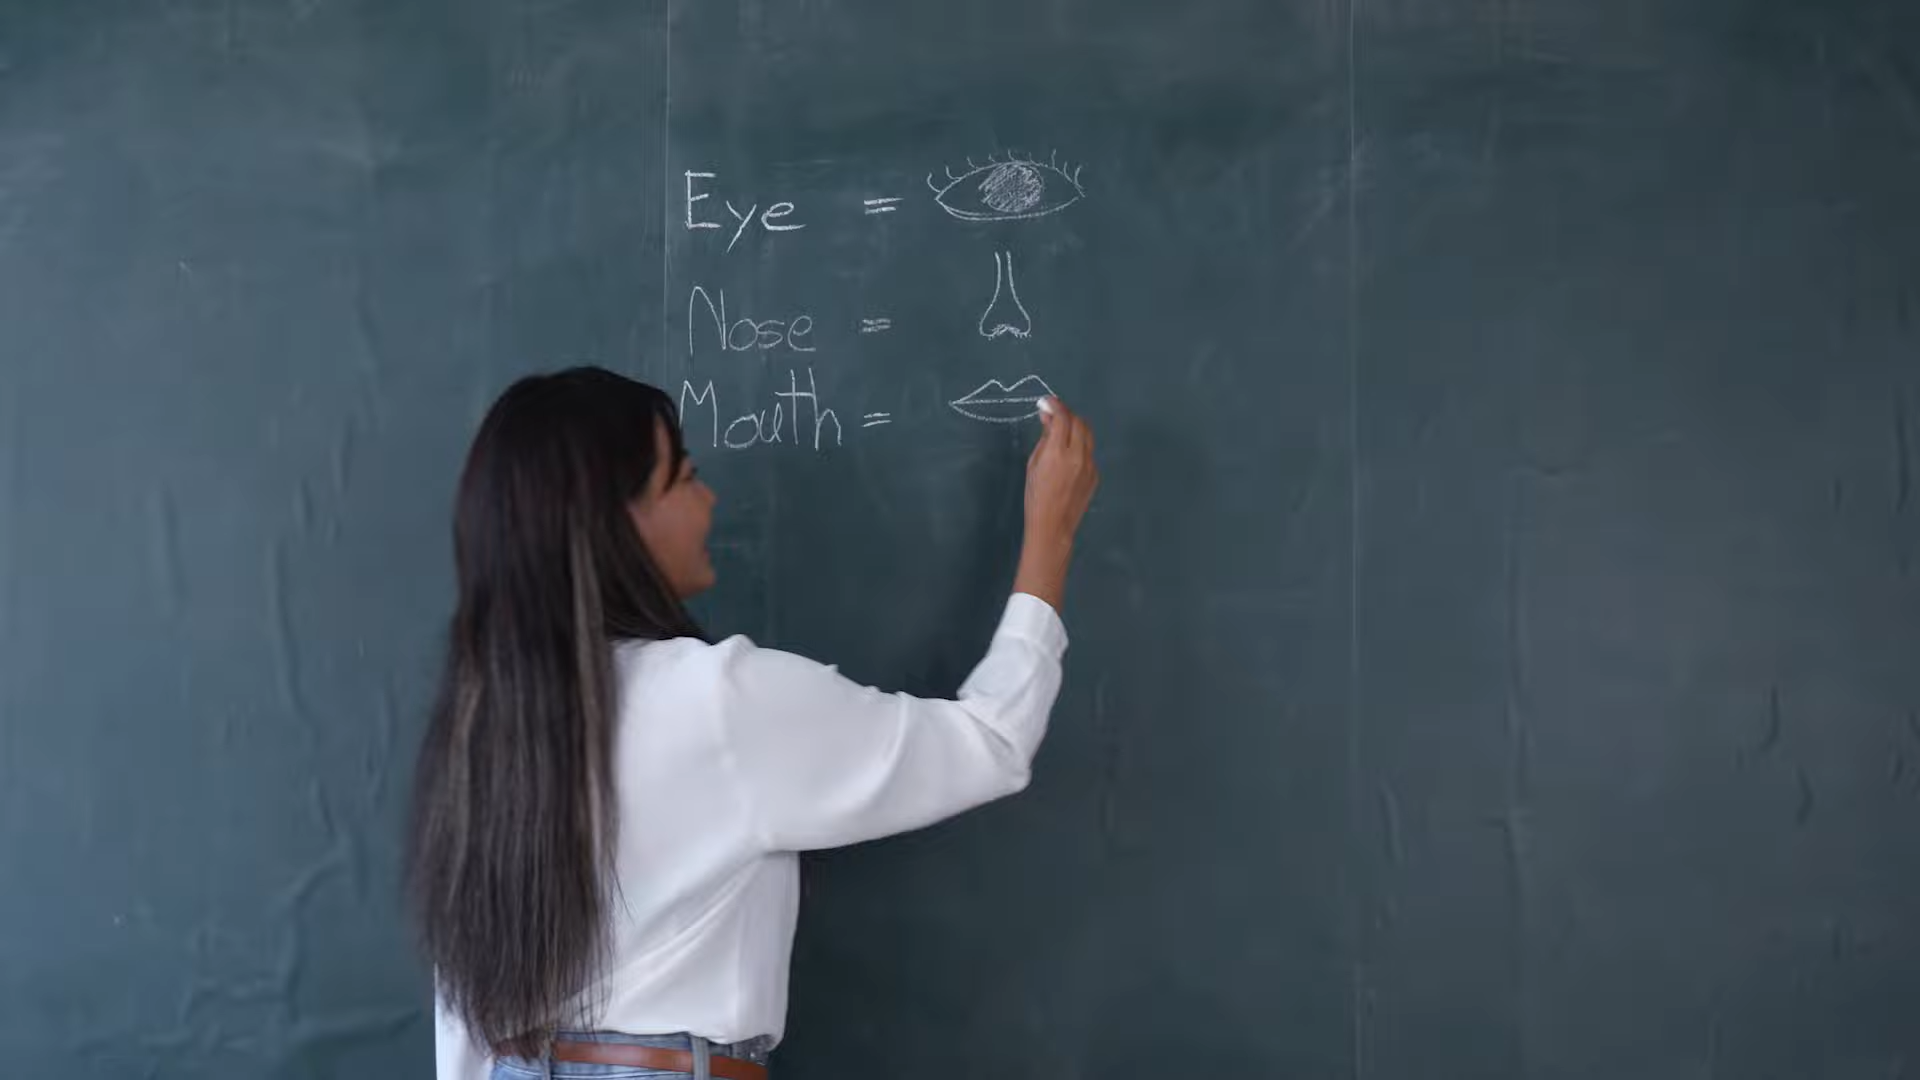 Eye =
Nose =
Mouth =